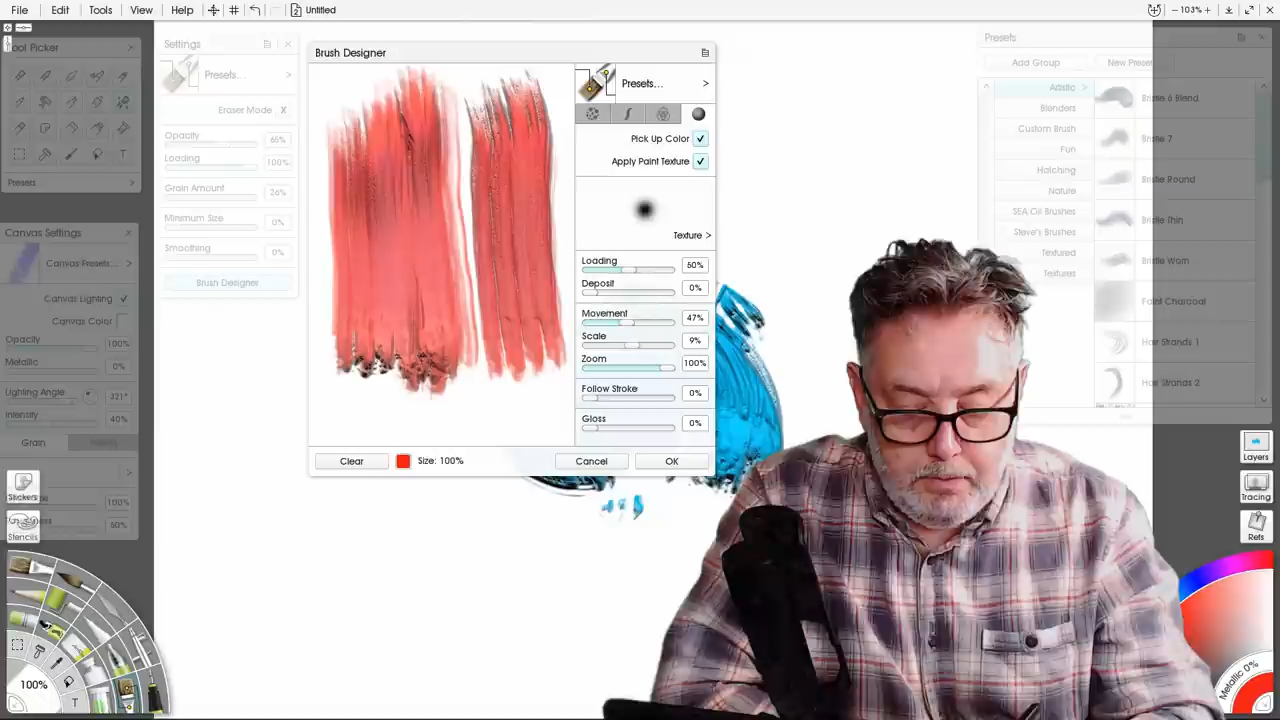 File Edit Tools View Help Untitled 103%
Tool Picker
Presets
Canvas Settings
Canvas Presets...
Canvas Lighting
Canvas Color
Opacity 100%
Metallic 0%
Lighting Angle 321°
Intensity 40%
Grain
100%
50%
Stickers
Stencils
100%
T
Settings
Presets...
Eraser Mode
Opacity 65%
Loading 100%
Grain Amount 26%
Minimum Size 0%
Smoothing 0%
Brush Designer
Brush Designer
Presets...
Pick Up Color
Apply Paint Texture
Texture >
Loading 50%
Deposit 0%
Movement 47%
Scale 9%
Zoom 100%
Follow Stroke 0%
Gloss 0%
Clear Size: 100% Cancel OK
Presets
Add Group New Preset
Artistic >
Blenders
Custom Brush
Fun
Hatching
Nature
SEA Oil Brushes
Steve's Brushes
Textured
Textures
Bristle 6 Blend
Bristle 7
Bristle Round
Bristle Thin
Bristle Worn
Faint Charcoal
Hair Strands 1
Hair Strands 2
Layers
Tracing
Refs
Metallic 0%